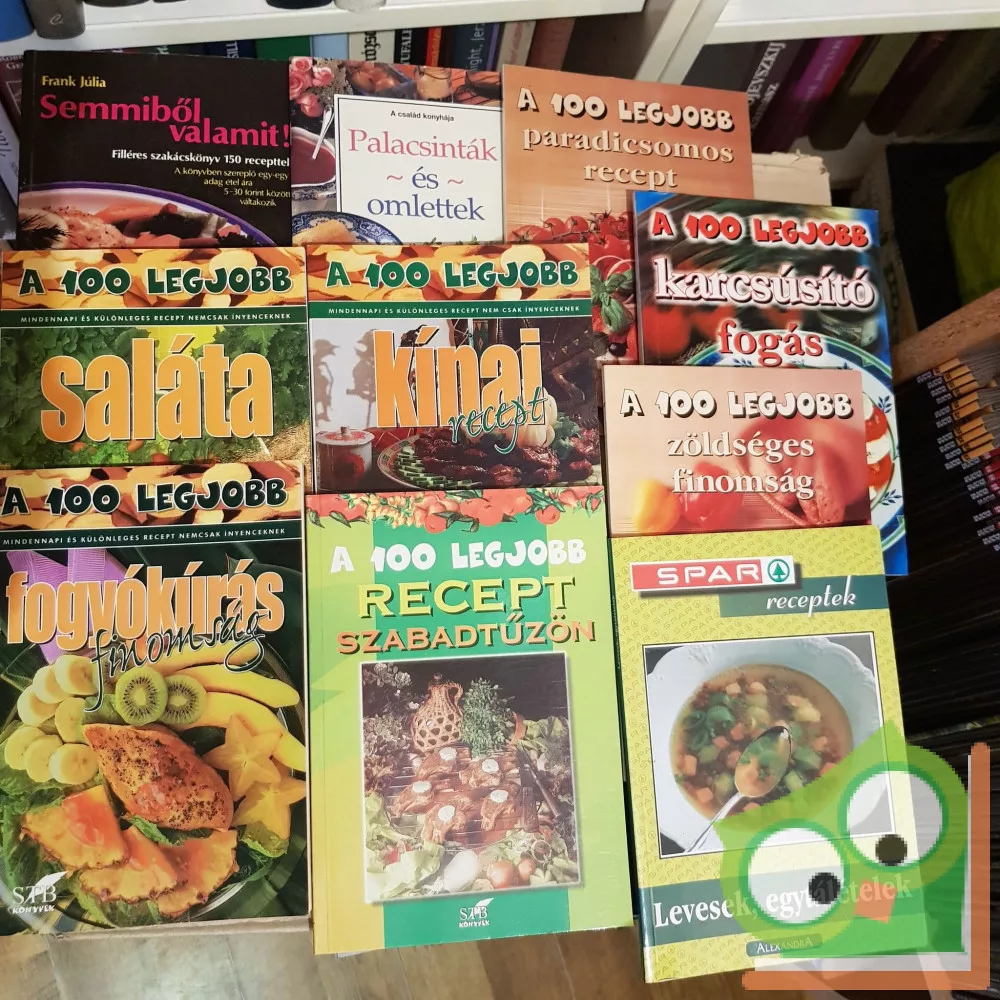 Frank Júlia
Semmiből
valamit!
Filléres szakácskönyv 150 recepttel
A könyvben szereplő egy-egy
adag étel ára
5-30 forint között
váltakozik
A család konyhája
Palacsinták
~ és ~
omlettek
A 100 LEGJOBB
paradicsomos
recept
A 100 LEGJOBB
karcsúsító
fogás
A 100 LEGJOBB
MINDENNAPI ÉS KÜLÖNLEGES RECEPT NEMCSAK ÍNYENCEKNEK
saláta
A 100 LEGJOBB
MINDENNAPI ÉS KÜLÖNLEGES RECEPT NEM CSAK ÍNYENCEKNEK
kínai
recept
A 100 LEGJOBB
zöldséges
finomság
A 100 LEGJOBB
MINDENNAPI ÉS KÜLÖNLEGES RECEPT NEMCSAK ÍNYENCEKNEK
fogyókúrás
finomság
STB
KÖNYVEK
A 100 LEGJOBB
RECEPT
SZABADTŰZÖN
STB
KÖNYVEK
SPAR
receptek
Levesek, egytálételek
ALEXANDRA